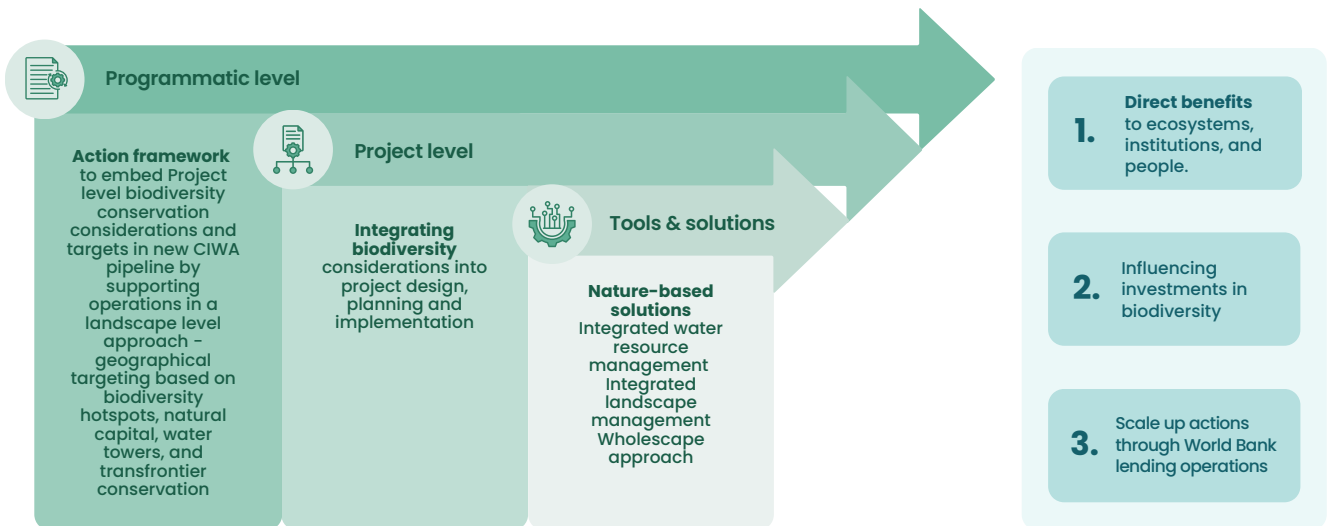 Programmatic level
Action framework
to embed Project
level biodiversity
conservation
considerations and
targets in new CIWA
pipeline by
supporting
operations in a
landscape level
approach -
geographical
targeting based on
biodiversity
hotspots, natural
capital, water
towers, and
transfrontier
conservation
Project level
Integrating
biodiversity
considerations into
project design,
planning and
implementation
Tools & solutions
Nature-based
solutions
Integrated water
resource
management
Integrated
landscape
management
Wholescape
approach
1.
Direct benefits
to ecosystems,
institutions, and
people.
2.
Influencing
investments in
biodiversity
3.
Scale up actions
through World Bank
lending operations